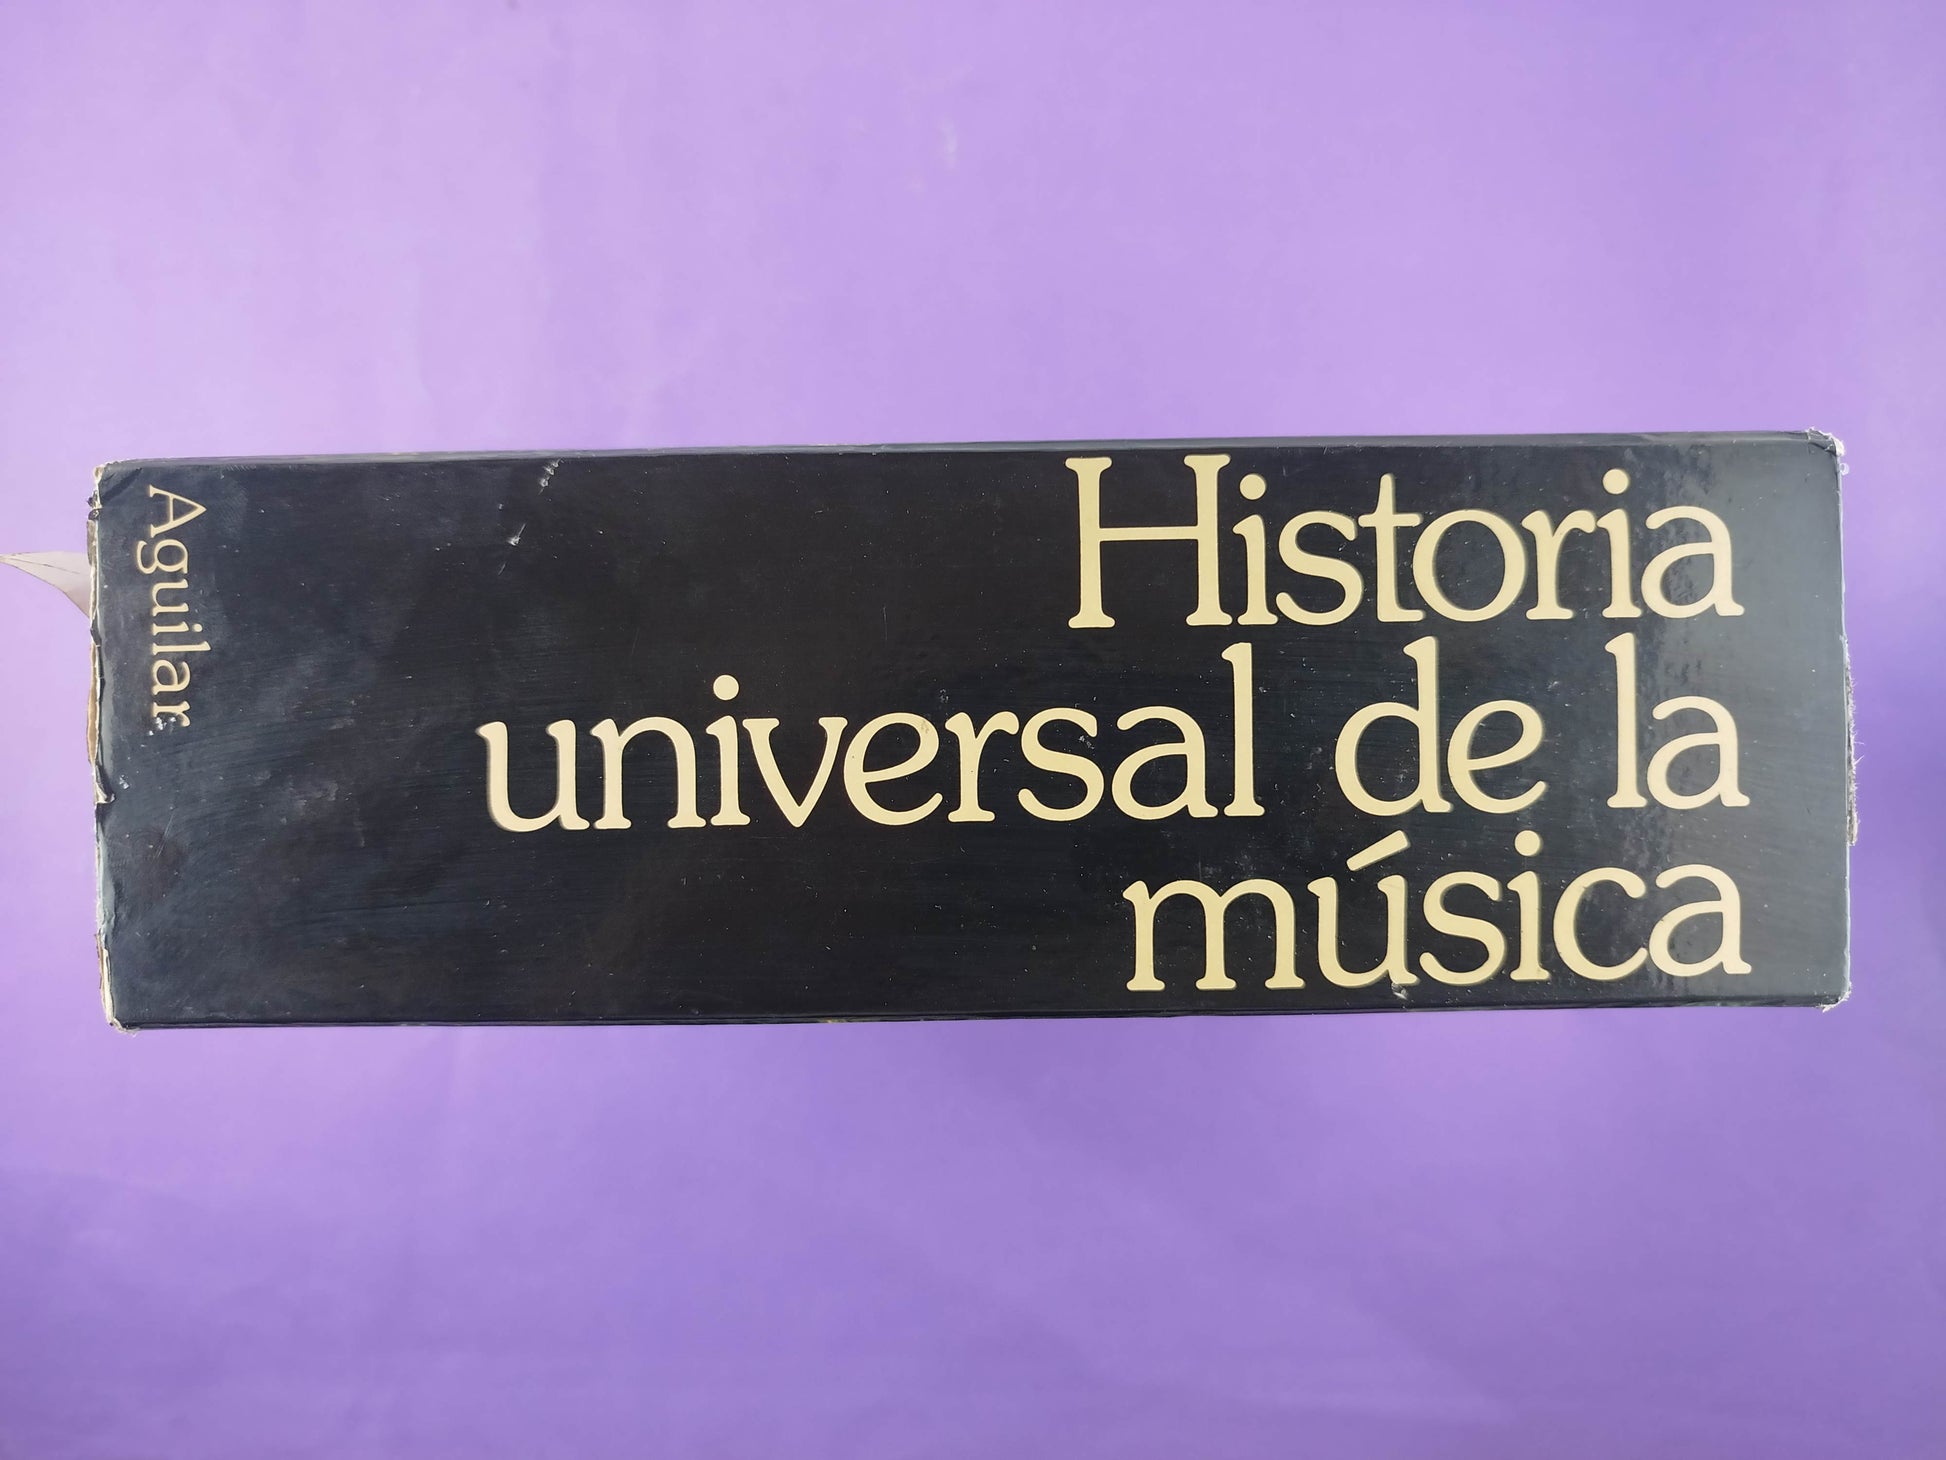 Historia
universal de la
música
Aguilar